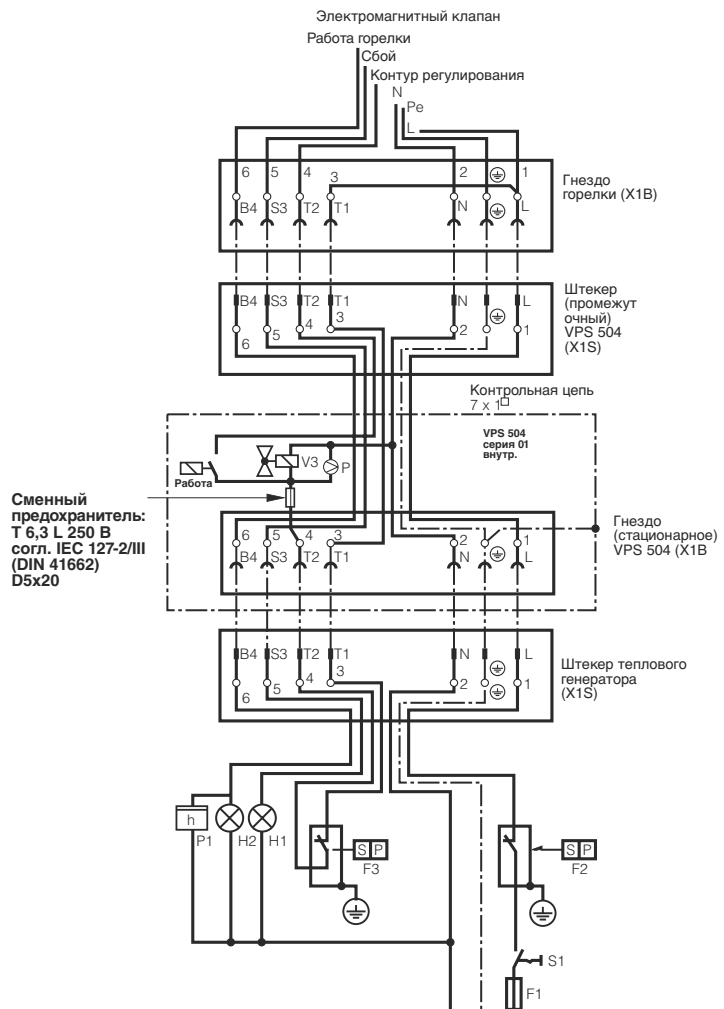 Электромагнитный клапан
Работа горелки
Сбой
Контур регулирования
N
Pe
L
6 5 4 3 2 1
B4 S3 T2 T1 N L
Гнездо
горелки (X1B)
B4 S3 T2 T1 N L
6 5 4 3 2 1
Штекер
(промежут
очный)
VPS 504
(X1S)
Контрольная цепь
7 x 1
VPS 504
серия 01
внутр.
Работа
V3
P
Сменный
предохранитель:
T 6,3 L 250 В
согл. IEC 127-2/III
(DIN 41662)
D5x20
6 5 4 3 2 1
B4 S3 T2 T1 N L
Гнездо
(стационарное)
VPS 504 (X1B
B4 S3 T2 T1 N L
6 5 4 3 2 1
Штекер теплового
генератора
(X1S)
h
P1
H2
H1
S P
F3
S P
F2
S1
F1